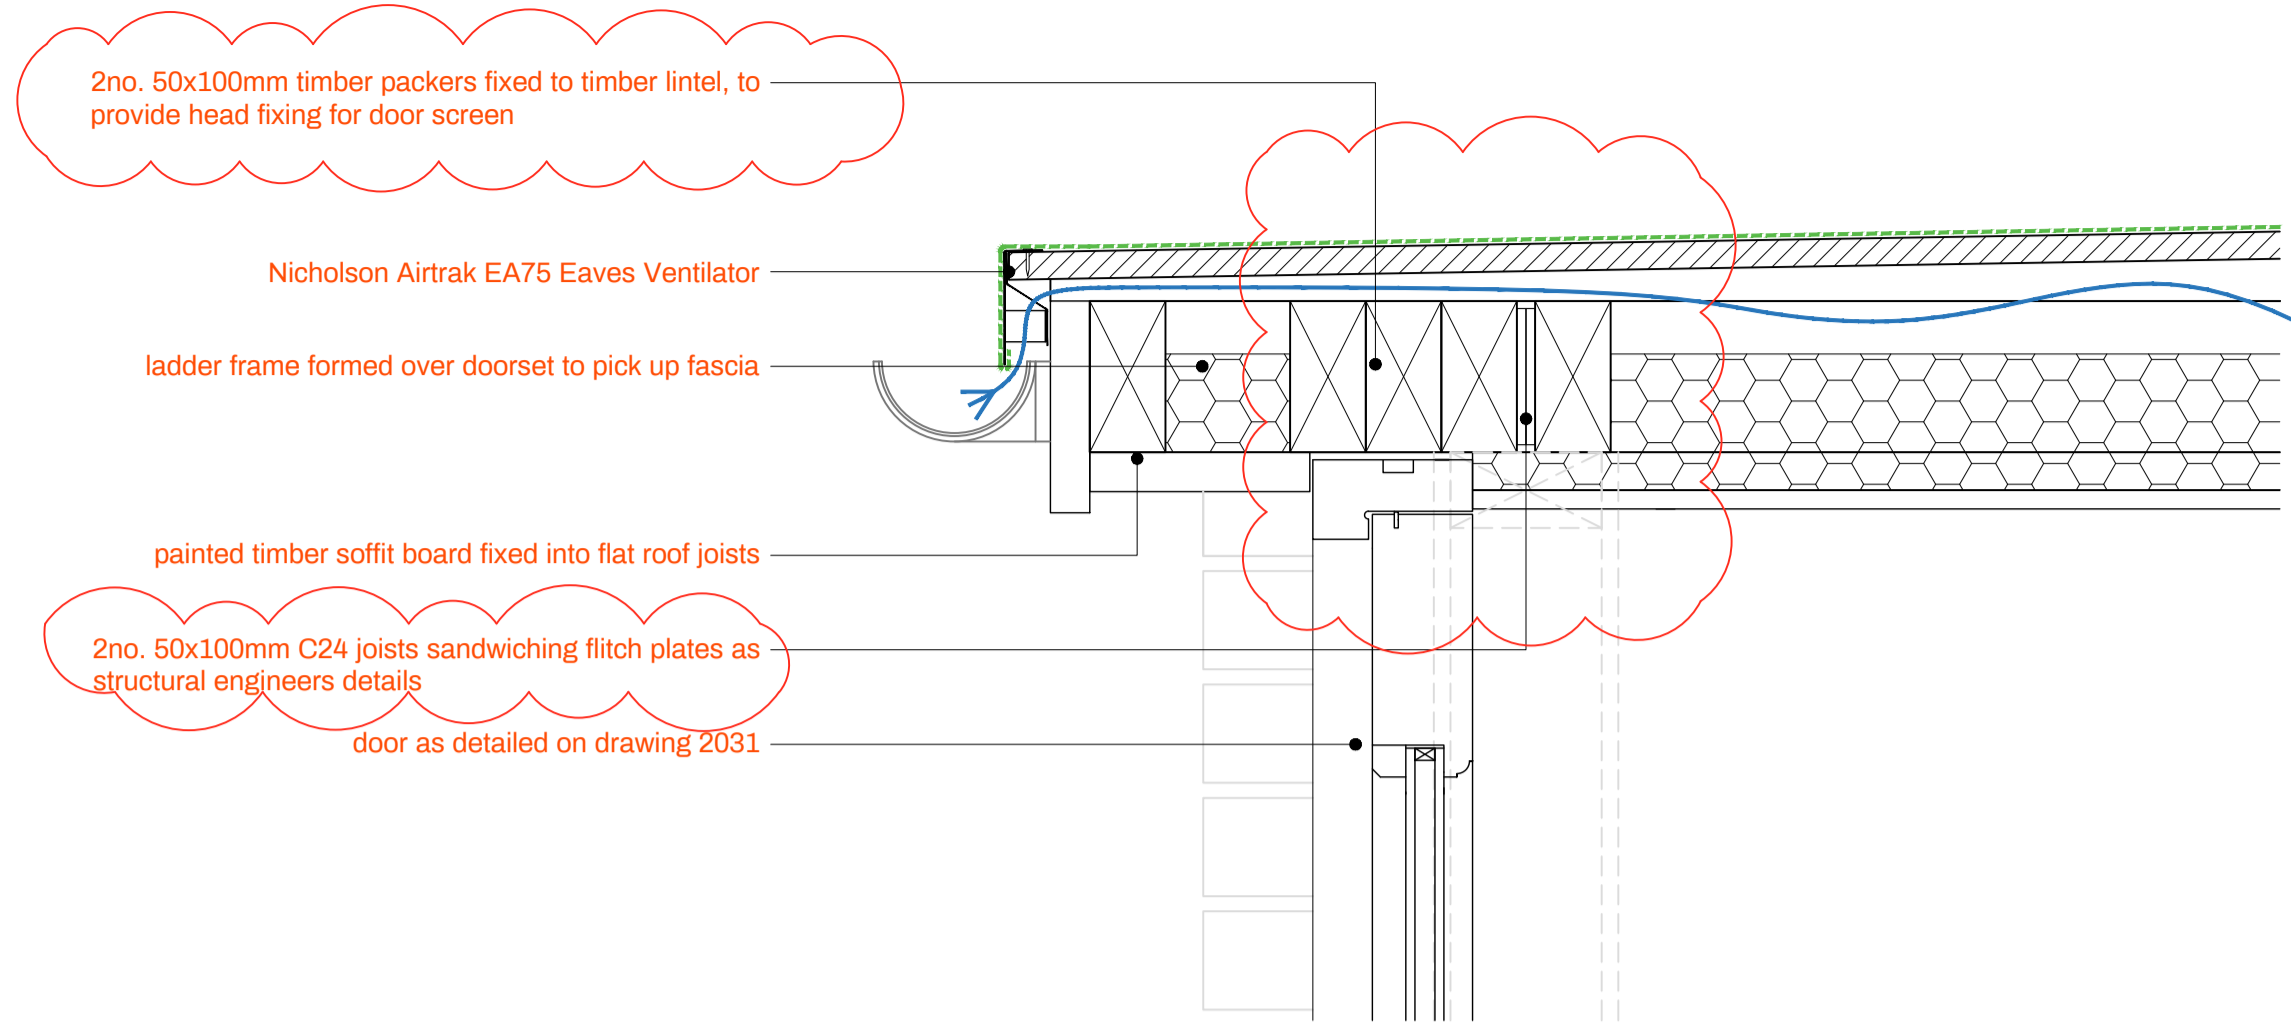 2no. 50x100mm timber packers fixed to timber lintel, to
provide head fixing for door screen
Nicholson Airtrak EA75 Eaves Ventilator
ladder frame formed over doorset to pick up fascia
painted timber soffit board fixed into flat roof joists
2no. 50x100mm C24 joists sandwiching flitch plates as
structural engineers details
door as detailed on drawing 2031